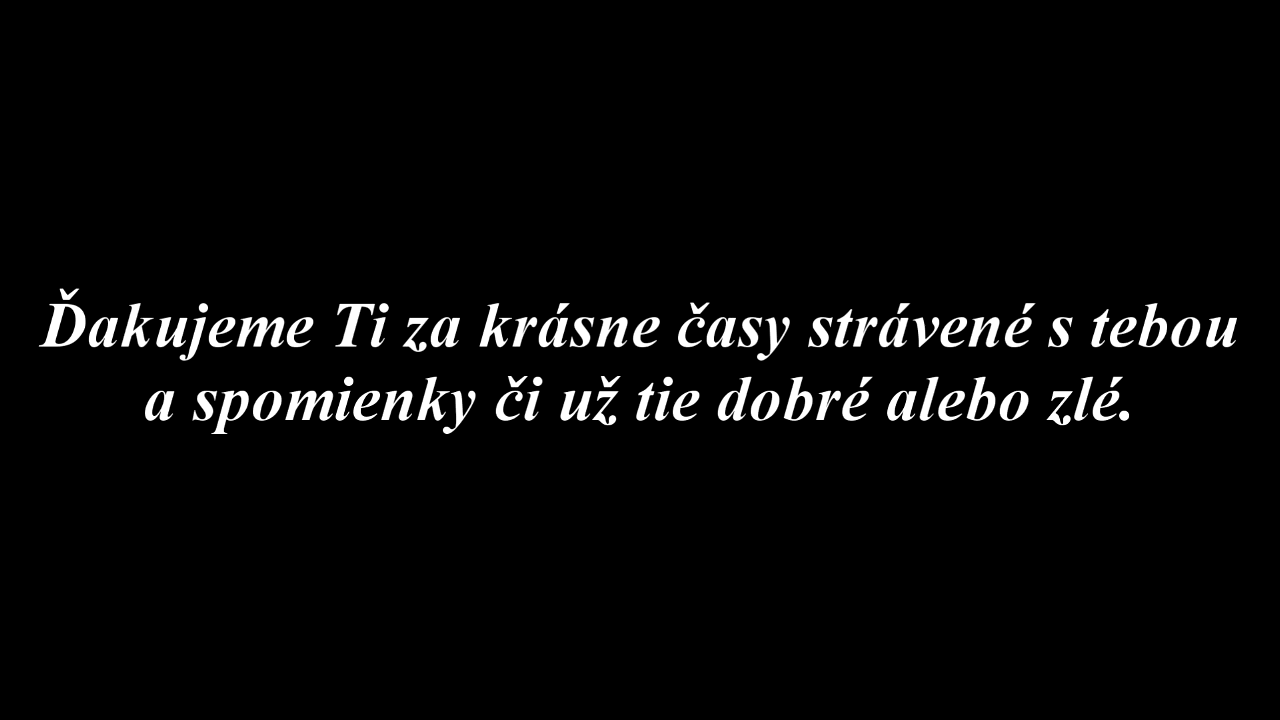 Ďakujeme Ti za krásne časy strávené s tebou
a spomienky či už tie dobré alebo zlé.